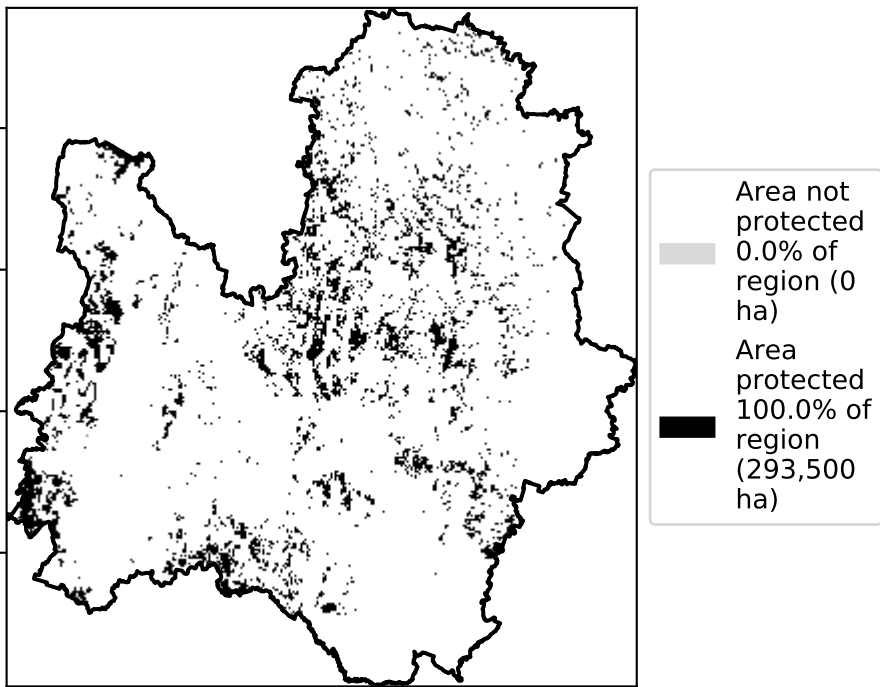 Area not
protected
0.0% of
region (0
ha)
Area
protected
100.0% of
region
(293,500
ha)